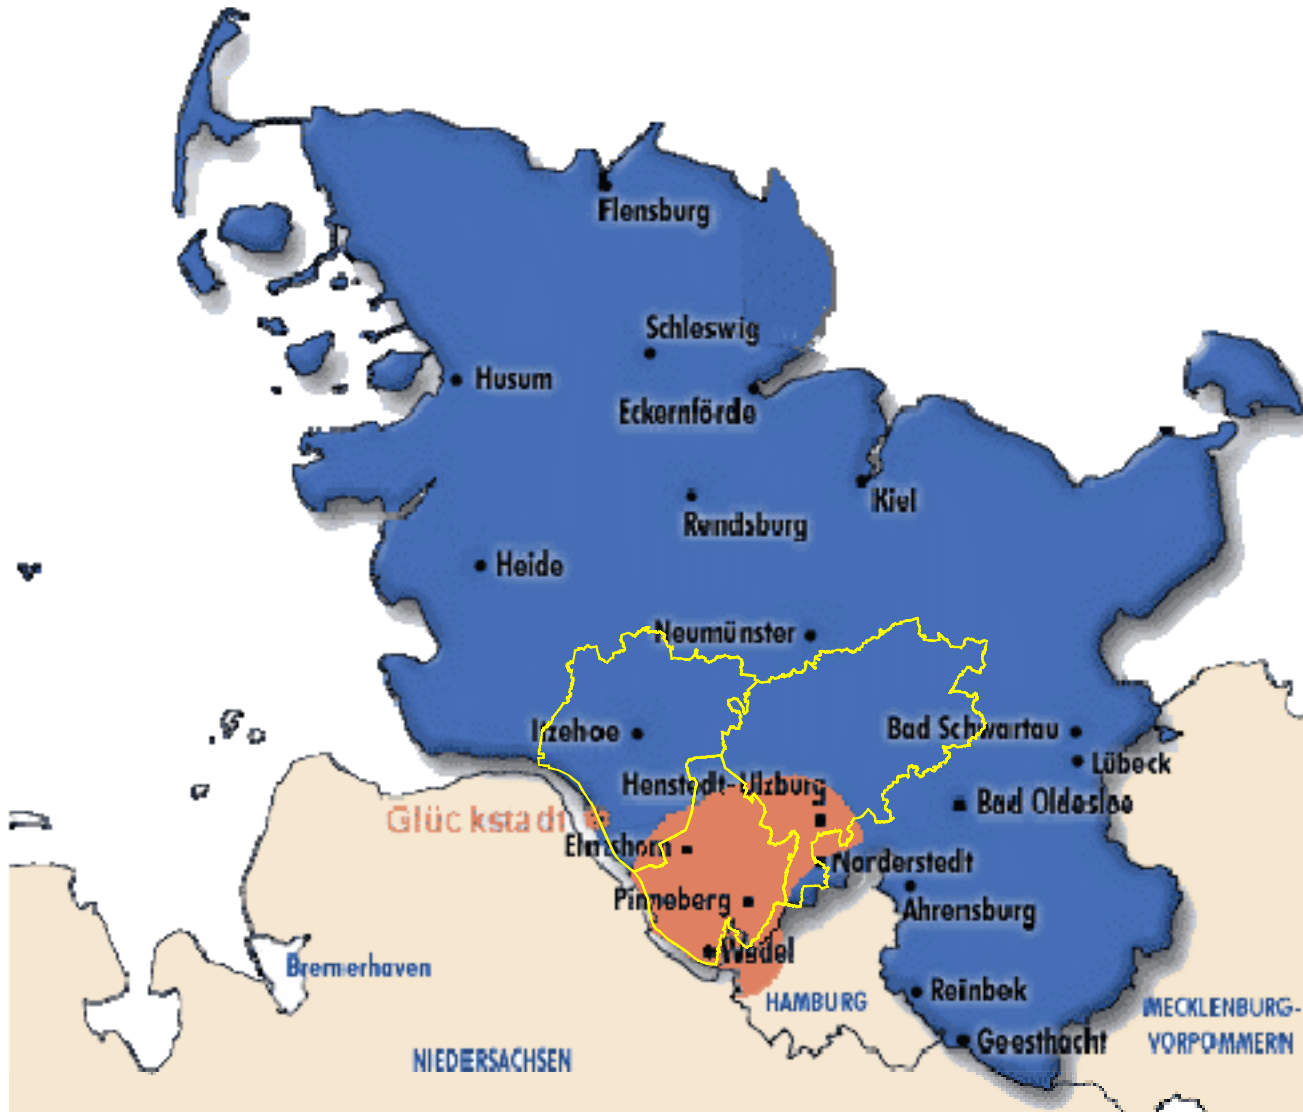 Flensburg
Schleswig
Husum
Eckernförde
Kiel
Rendsburg
Heide
Neumünster
Itzehoe
Bad Schwartau
Lübeck
Henstedt-Ulzburg
Bad Oldesloe
Glückstadt
Elmshorn
Norderstedt
Pinneberg
Ahrensburg
Wedel
Bremerhaven
Reinbek
HAMBURG
MECKLENBURG-
VORPOMMERN
Geesthacht
NIEDERSACHSEN